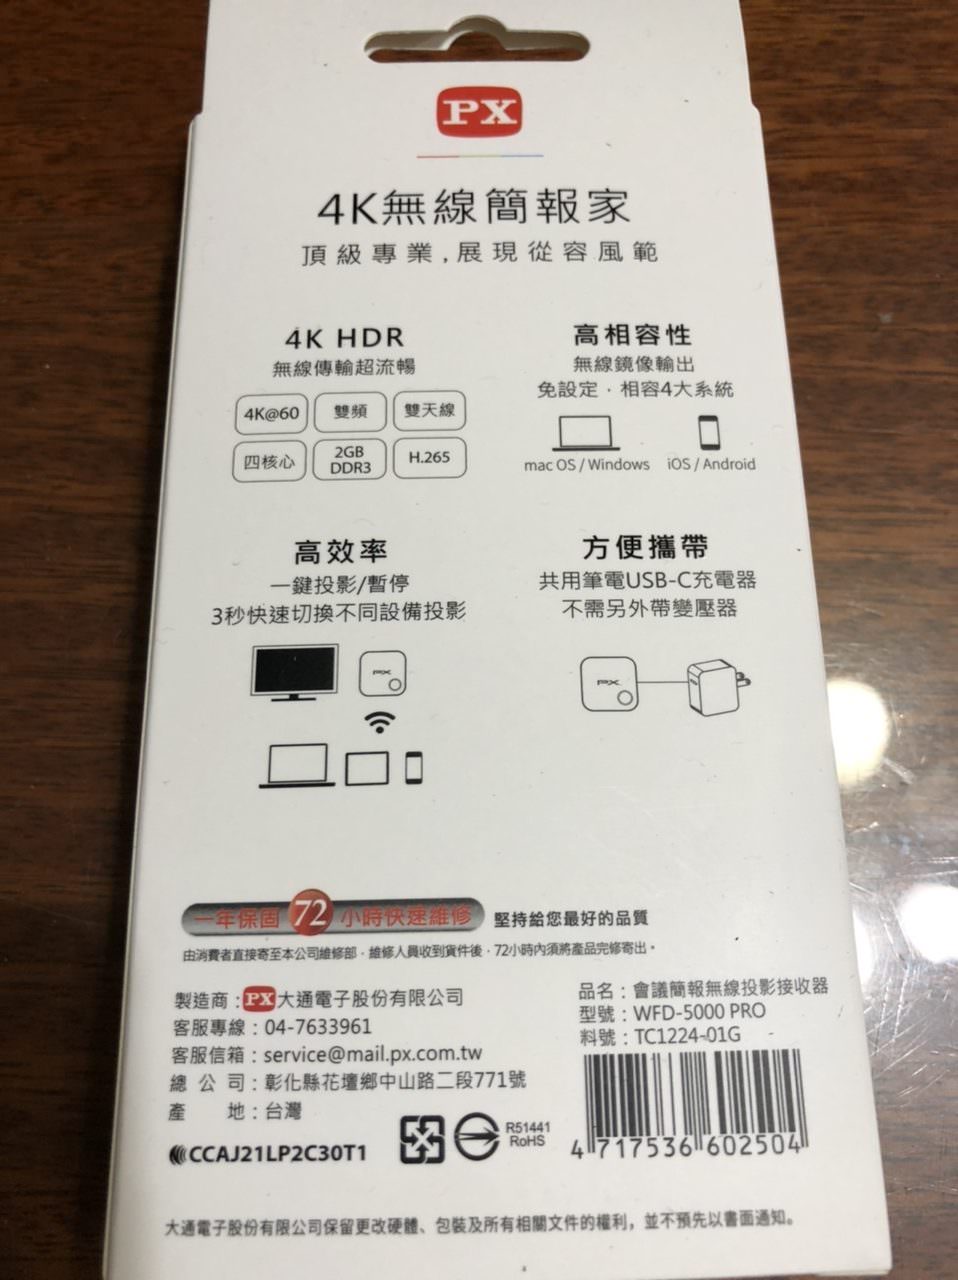 PX
4K無線簡報家
頂級專業,展現從容風範
4K HDR
無線傳輸超流暢
4K@60
雙頻
雙天線
四核心
2GB
DDR3
H.265
高相容性
無線鏡像輸出
免設定．相容4大系統
mac OS / Windows
iOS / Android
高效率
一鍵投影/暫停
3秒快速切換不同設備投影
PX
方便攜帶
共用筆電USB-C充電器
不需另外帶變壓器
PX
一年保固 72 小時快速維修 堅持給您最好的品質
由消費者直接寄至本公司維修部．維修人員收到貨件後．72小時內須將產品完修寄出。
製造商：PX大通電子股份有限公司
客服專線：04-7633961
客服信箱：service@mail.px.com.tw
總公司：彰化縣花壇鄉中山路二段771號
產地：台灣
CCAJ21LP2C30T1
R51441
RoHS
品名：會議簡報無線投影接收器
型號：WFD-5000 PRO
料號：TC1224-01G
4 717536 602504
大通電子股份有限公司保留更改硬體、包裝及所有相關文件的權利，並不預先以書面通知。